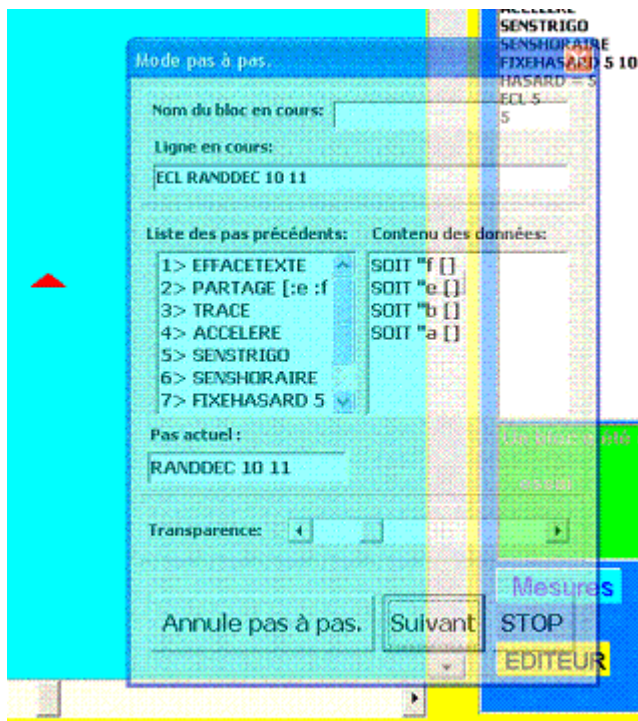 ACCELERE
SENSTRIGO
SENSHORAIRE
FIXEHASARD 5 10
HASARD = 5
ECL 5
5
Mode pas à pas.
Nom du bloc en cours:
Ligne en cours:
ECL RANDDEC 10 11
Liste des pas précédents:
1> EFFACETEXTE
2> PARTAGE [:e :f
3> TRACE
4> ACCELERE
5> SENSTRIGO
6> SENSHORAIRE
7> FIXEHASARD 5
Contenu des données:
SOIT "f []
SOIT "e []
SOIT "b []
SOIT "a []
Pas actuel :
RANDDEC 10 11
Un bloc a été
Transparence:
Annule pas à pas.
Suivant
STOP
Mesures
EDITEUR